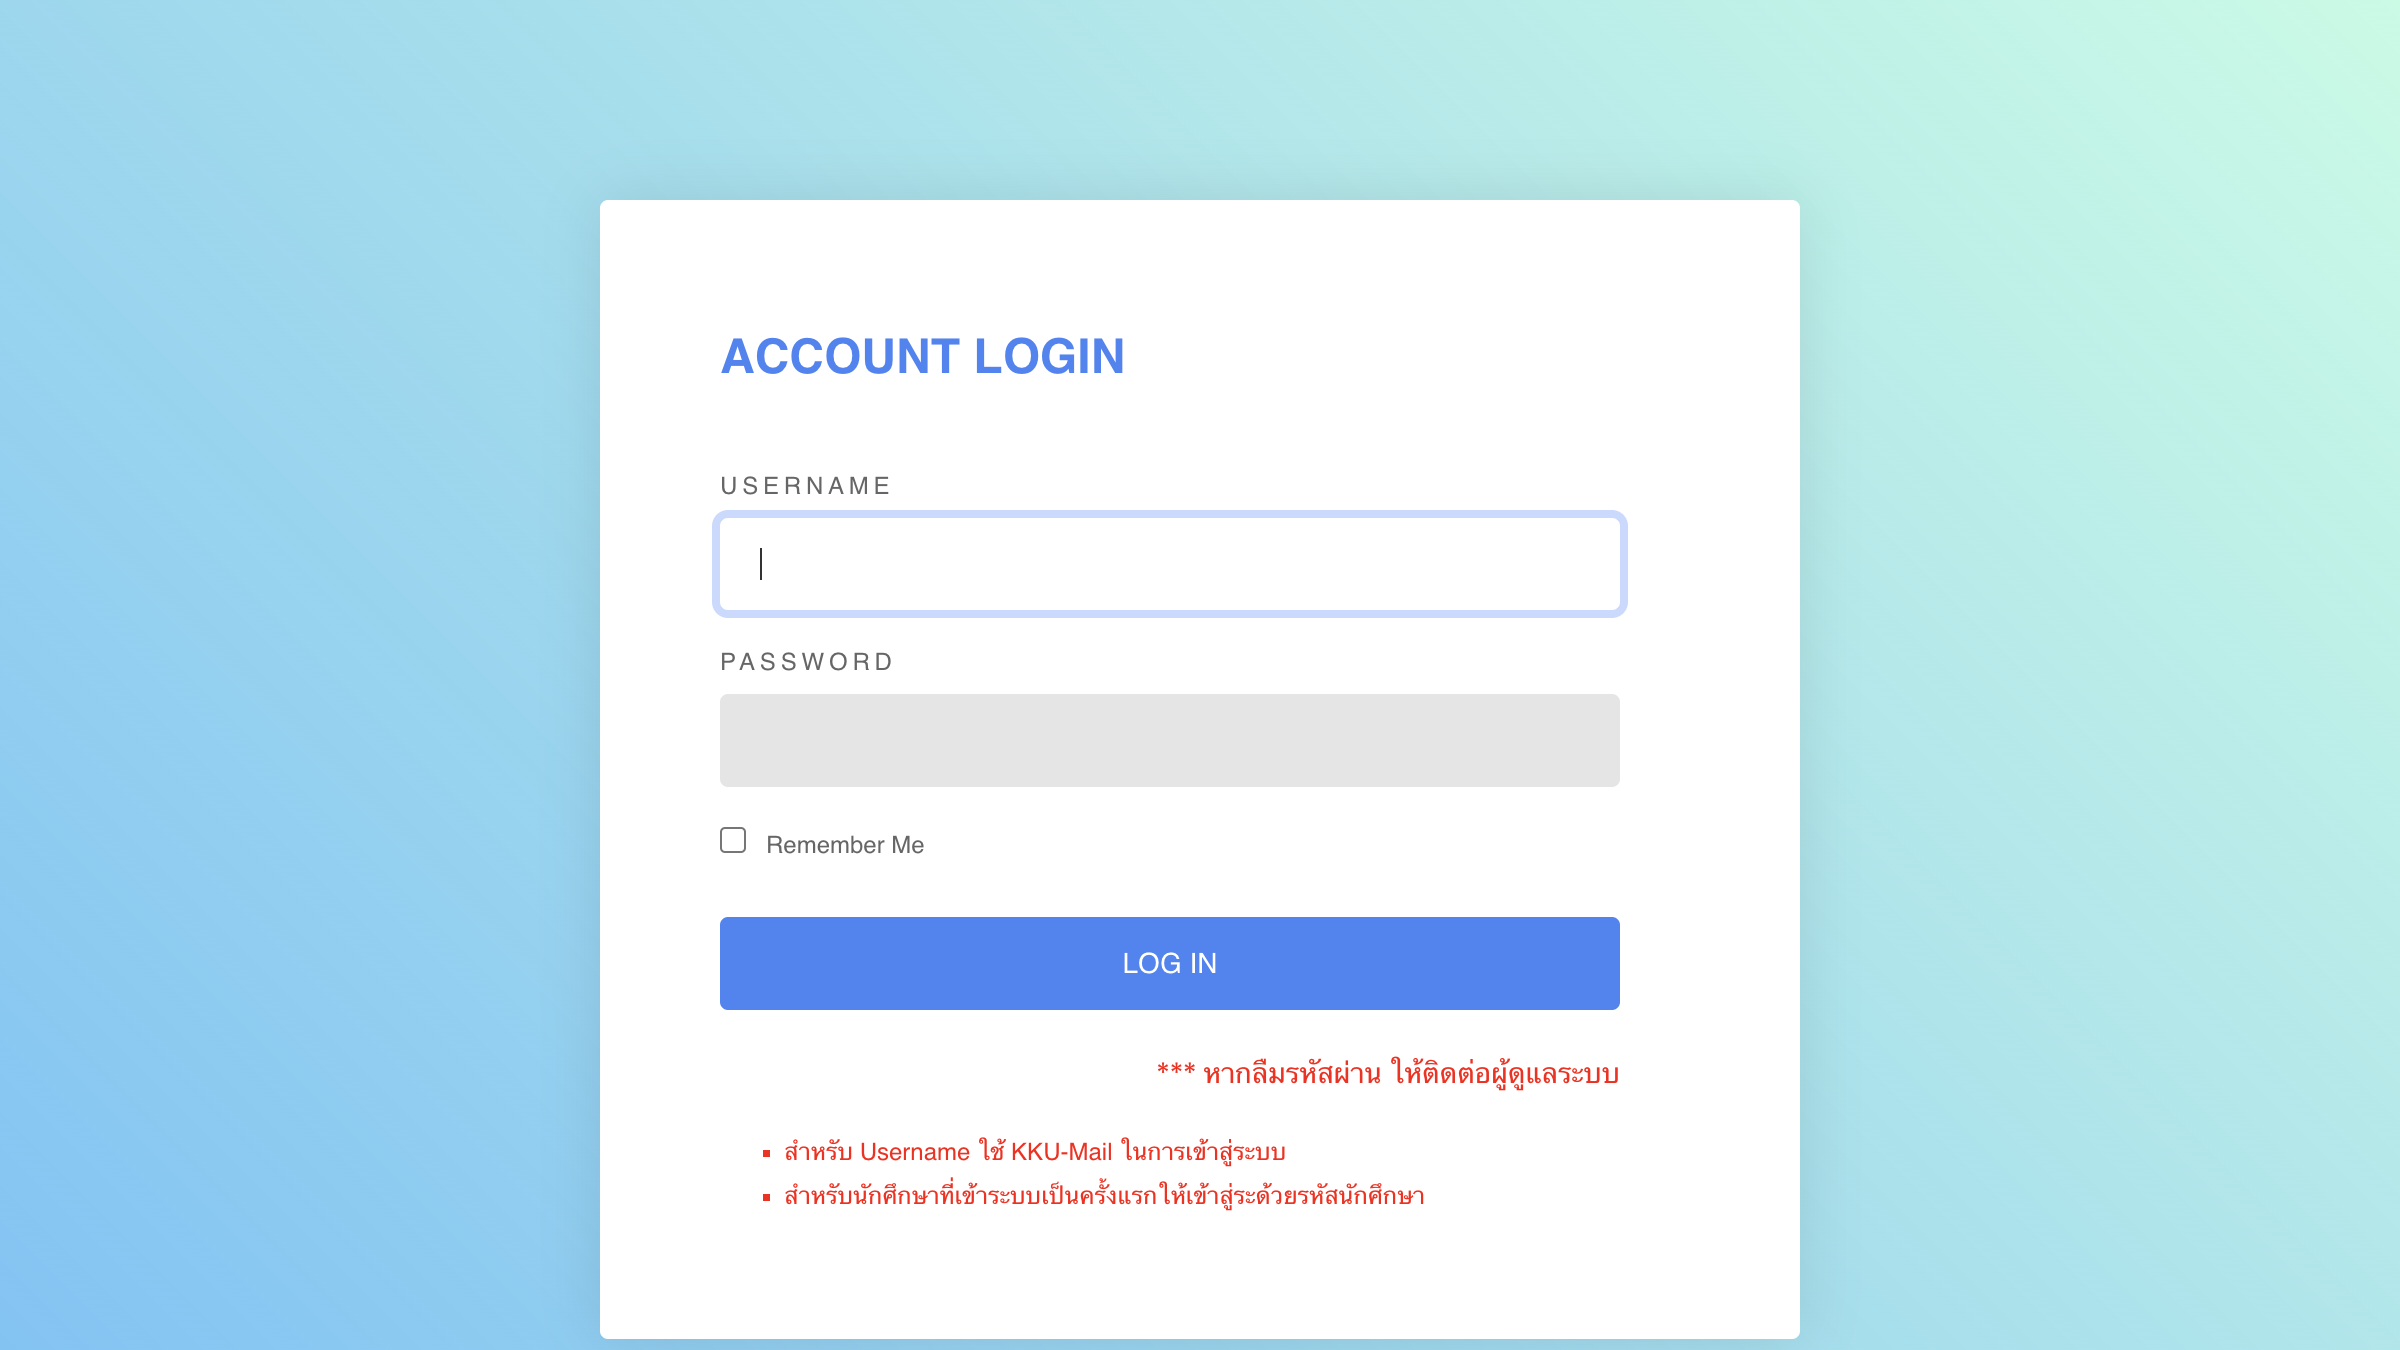 ACCOUNT LOGIN
USERNAME
PASSWORD
Remember Me
LOG IN
*** หากลืมรหัสผ่าน ให้ติดต่อผู้ดูแลระบบ
สำหรับ Username ใช้ KKU-Mail ในการเข้าสู่ระบบ
สำหรับนักศึกษาที่เข้าระบบเป็นครั้งแรก ให้เข้าสู่ระด้วยรหัสนักศึกษา